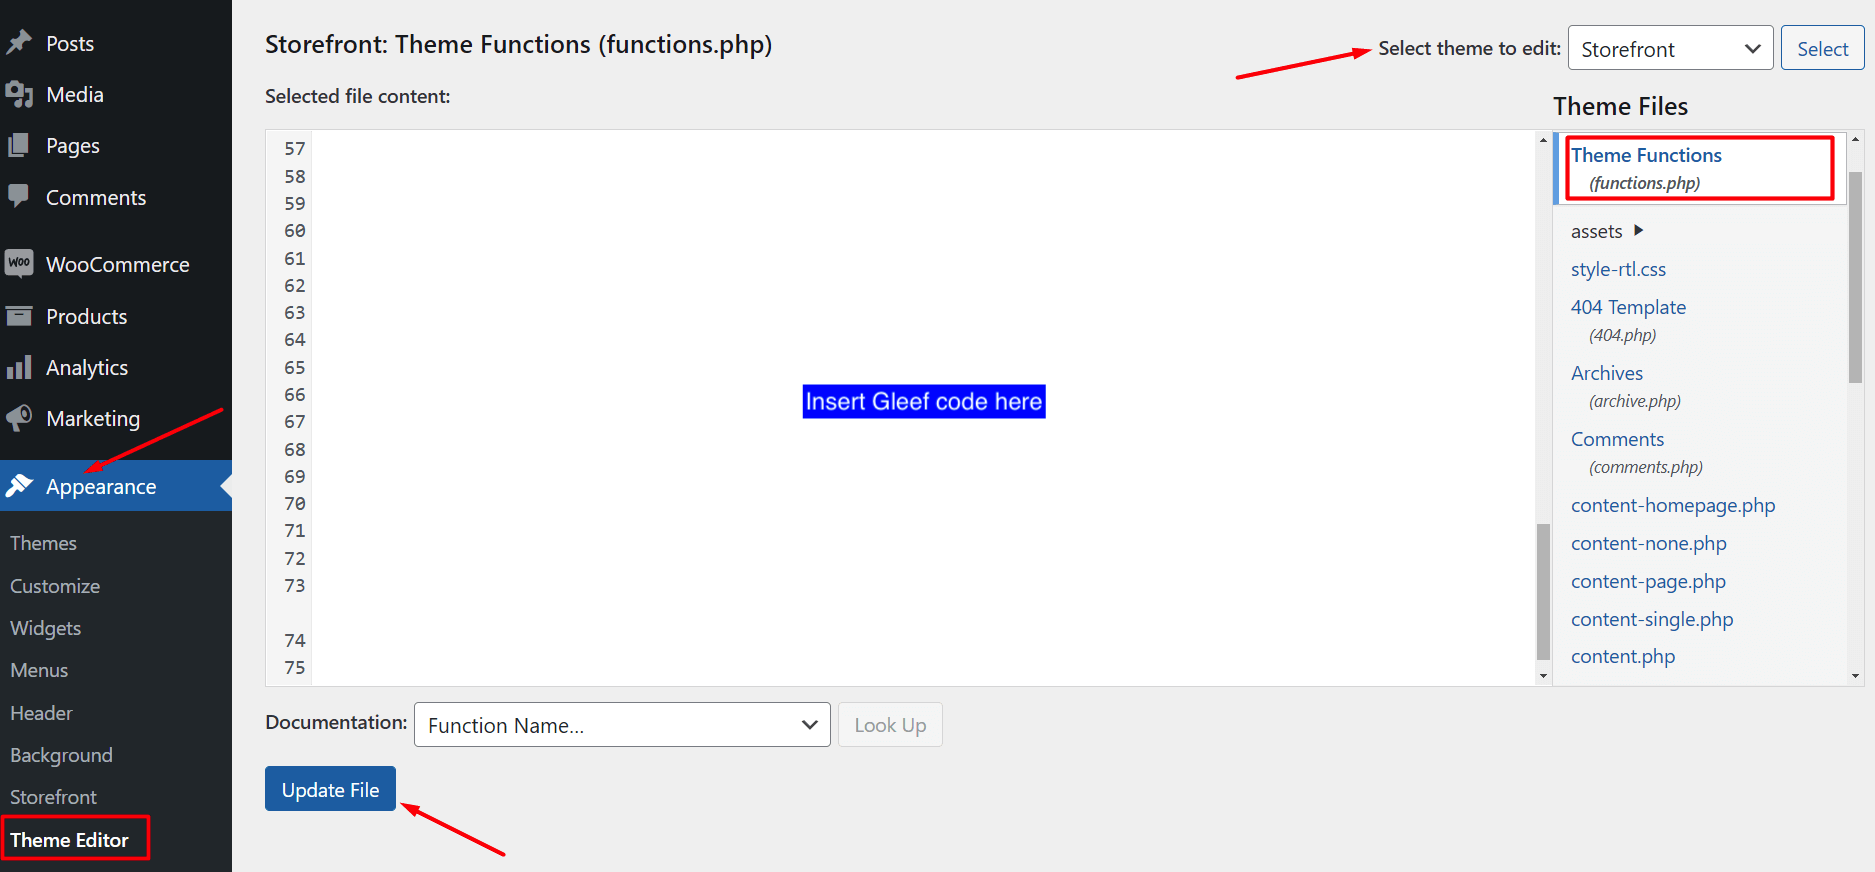 Posts
Media
Pages
Comments
WooCommerce
Products
Analytics
Marketing
Appearance
Themes
Customize
Widgets
Menus
Header
Background
Storefront
Theme Editor
Storefront: Theme Functions (functions.php)
Select theme to edit: Storefront Select
Selected file content:
57
58
59
60
61
62
63
64
65
66
67
68
69
70
71
72
73
74
75
Insert Gleef code here
Theme Files
Theme Functions
(functions.php)
assets
style-rtl.css
404 Template
(404.php)
Archives
(archive.php)
Comments
(comments.php)
content-homepage.php
content-none.php
content-page.php
content-single.php
content.php
Documentation: Function Name... Look Up
Update File